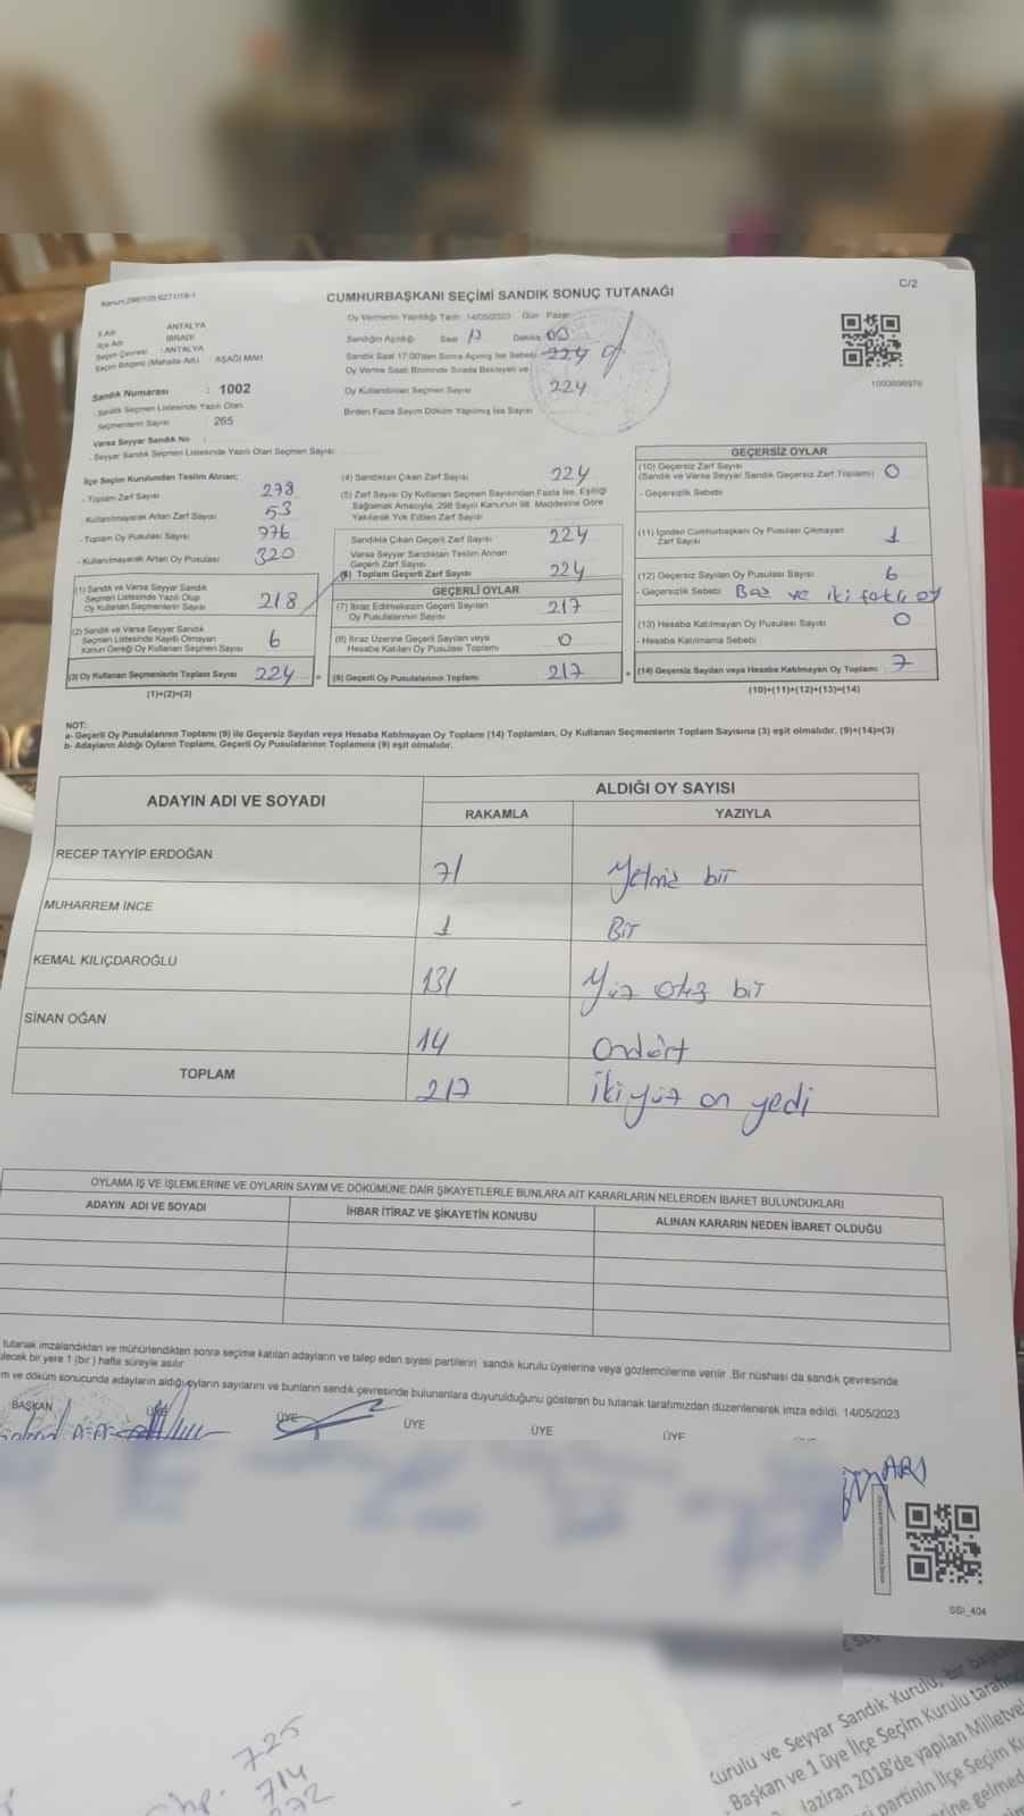 C/2
CUMHURBAŞKANI SEÇİMİ SANDIK SONUÇ TUTANAĞI
Oy Vermenin Yapıldığı Tarih: 14/05/2023 Gün: Pazar
İl Adı ANTALYA
İlçe Adı İBRADI
Seçim Çevresi : ANTALYA
Seçim Bölgesi (Mahalle Adı) : AŞAĞI MAH
Sandık Numarası : 1002
Sandık Seçmen Listesinde Yazılı Olan
Seçmenlerin Sayısı 265
Varsa Seyyar Sandık No
Seyyar Sandık Seçmen Listesinde Yazılı Olan Seçmen Sayısı
Sandığın Açıldığı Saat 17 Dakika 00
Sandık Saat 17.00'den Sonra Açılmış İse Sebebi 224
Oy Verme Saati Bitiminde Sırada Bekleyen ve
Oy Kullandırılan Seçmen Sayısı 224
Birden Fazla Sayım Döküm Yapılmış İse Sayısı
1000696976
İlçe Seçim Kurulundan Teslim Alınan;
- Toplam Zarf Sayısı 278
- Kullanılmayarak Artan Zarf Sayısı 53
- Toplam Oy Pusulası Sayısı 976
- Kullanılmayarak Artan Oy Pusulası 320
(1) Sandık ve Varsa Seyyar Sandık
Seçmen Listesinde Yazılı Olup
Oy Kullanan Seçmenlerin Sayısı 218
(2) Sandık ve Varsa Seyyar Sandık
Seçmen Listesinde Kayıtlı Olmayan
Kanun Gereği Oy Kullanan Seçmen Sayısı 6
(3) Oy Kullanan Seçmenlerin Toplam Sayısı 224
(1)+(2)=(3)
(4) Sandıktan Çıkan Zarf Sayısı 224
(5) Zarf Sayısı Oy Kullanan Seçmen Sayısından Fazla İse, Eşitliği
Sağlamak Amacıyla, 298 Sayılı Kanunun 98. Maddesine Göre
Yakılarak Yok Edilen Zarf Sayısı
Sandıkta Çıkan Geçerli Zarf Sayısı 224
Varsa Seyyar Sandıktan Teslim Alınan
Geçerli Zarf Sayısı
(6) Toplam Geçerli Zarf Sayısı 224
GEÇERLİ OYLAR
(7) İtiraz Edilmeksizin Geçerli Sayılan
Oy Pusulalarının Sayısı 217
(8) İtiraz Üzerine Geçerli Sayılan veya
Hesaba Katılan Oy Pusulası Toplamı 0
(9) Geçerli Oy Pusulalarının Toplamı 217
GEÇERSİZ OYLAR
(10) Geçersiz Zarf Sayısı
(Sandık ve Varsa Seyyar Sandık Geçersiz Zarf Toplamı) 0
- Geçersizlik Sebebi
(11) İçinden Cumhurbaşkanı Oy Pusulası Çıkmayan
Zarf Sayısı 1
(12) Geçersiz Sayılan Oy Pusulası Sayısı 6
- Geçersizlik Sebebi Boş ve iki farklı oy
(13) Hesaba Katılmayan Oy Pusulası Sayısı 0
- Hesaba Katılmama Sebebi
(14) Geçersiz Sayılan veya Hesaba Katılmayan Oy Toplamı 7
(10)+(11)+(12)+(13)=(14)
NOT:
a- Geçerli Oy Pusulalarının Toplamı (9) ile Geçersiz Sayılan veya Hesaba Katılmayan Oy Toplamı (14) Toplamları, Oy Kullanan Seçmenlerin Toplam Sayısına (3) eşit olmalıdır. (9)+(14)=(3)
b- Adayların Aldığı Oyların Toplamı, Geçerli Oy Pusulalarının Toplamına (9) eşit olmalıdır.
ADAYIN ADI VE SOYADI
ALDIĞI OY SAYISI
RAKAMLA YAZIYLA
RECEP TAYYİP ERDOĞAN 71 Yetmiş bir
MUHARREM İNCE 1 Bir
KEMAL KILIÇDAROĞLU 131 Yüz otuz bir
SİNAN OĞAN 14 Ondört
TOPLAM 217 İki yüz on yedi
OYLAMA İŞ VE İŞLEMLERİNE VE OYLARIN SAYIM VE DÖKÜMÜNE DAİR ŞİKAYETLERLE BUNLARA AİT KARARLARIN NELERDEN İBARET BULUNDUKLARI
ADAYIN ADI VE SOYADI İHBAR İTİRAZ VE ŞİKAYETİN KONUSU ALINAN KARARIN NEDEN İBARET OLDUĞU
tutanak imzalandıktan ve mühürlendikten sonra seçime katılan adayların ve talep eden siyasi partilerin sandık kurulu üyelerine veya gözlemcilerine verilir. Bir nüshası da sandık çevresinde
bir yere 1 (bir) hafta süreyle asılır
ve döküm sonucunda adayların aldığı oyların sayılarını ve bunların sandık çevresinde bulunanlara duyurulduğunu gösteren bu tutanak tarafımızdan düzenlenerek imza edildi. 14/05/2023
BAŞKAN ÜYE ÜYE ÜYE ÜYE ÜYE
404
725
714
Kurulu ve Seyyar Sandık Kurulu, bir başkan
Başkan ve 1 üye İlçe Seçim Kurulu
Haziran 2018'de yapılan
partinin İlçe Seçim